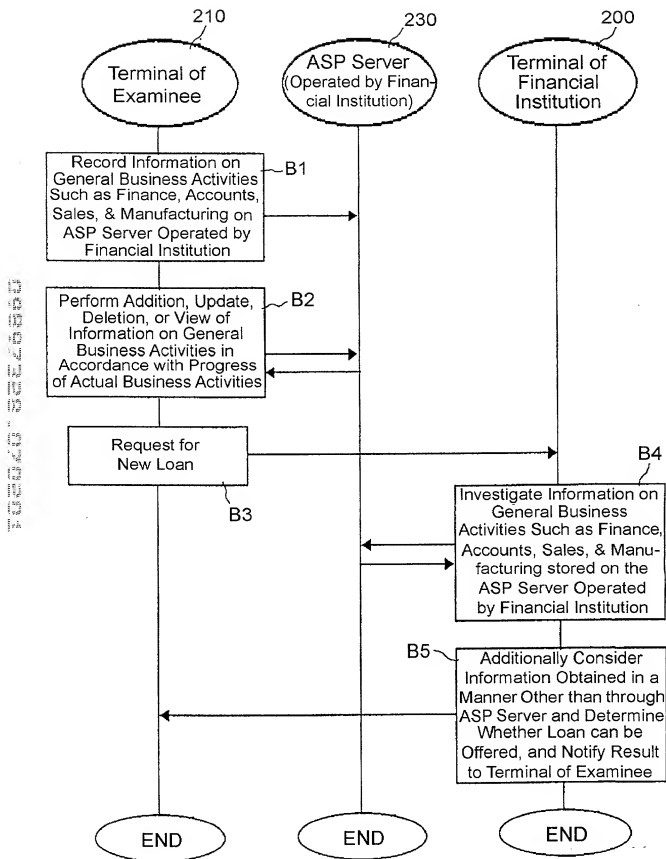 210
230
200
Terminal of
Examinee
ASP Server
(Operated by Finan-
cial Institution)
Terminal of
Financial
Institution
B1
Record Information on
General Business Activities
Such as Finance, Accounts,
Sales, & Manufacturing on
ASP Server Operated by
Financial Institution
B2
Perform Addition, Update,
Deletion, or View of
Information on General
Business Activities in
Accordance with Progress
of Actual Business Activities
Request for
New Loan
B3
B4
Investigate Information on
General Business
Activities Such as Finance,
Accounts, Sales, & Manu-
facturing stored on the
ASP Server Operated
by Financial Institution
B5
Additionally Consider
Information Obtained in a
Manner Other than through
ASP Server and Determine
Whether Loan can be
Offered, and Notify Result
to Terminal of Examinee
END
END
END